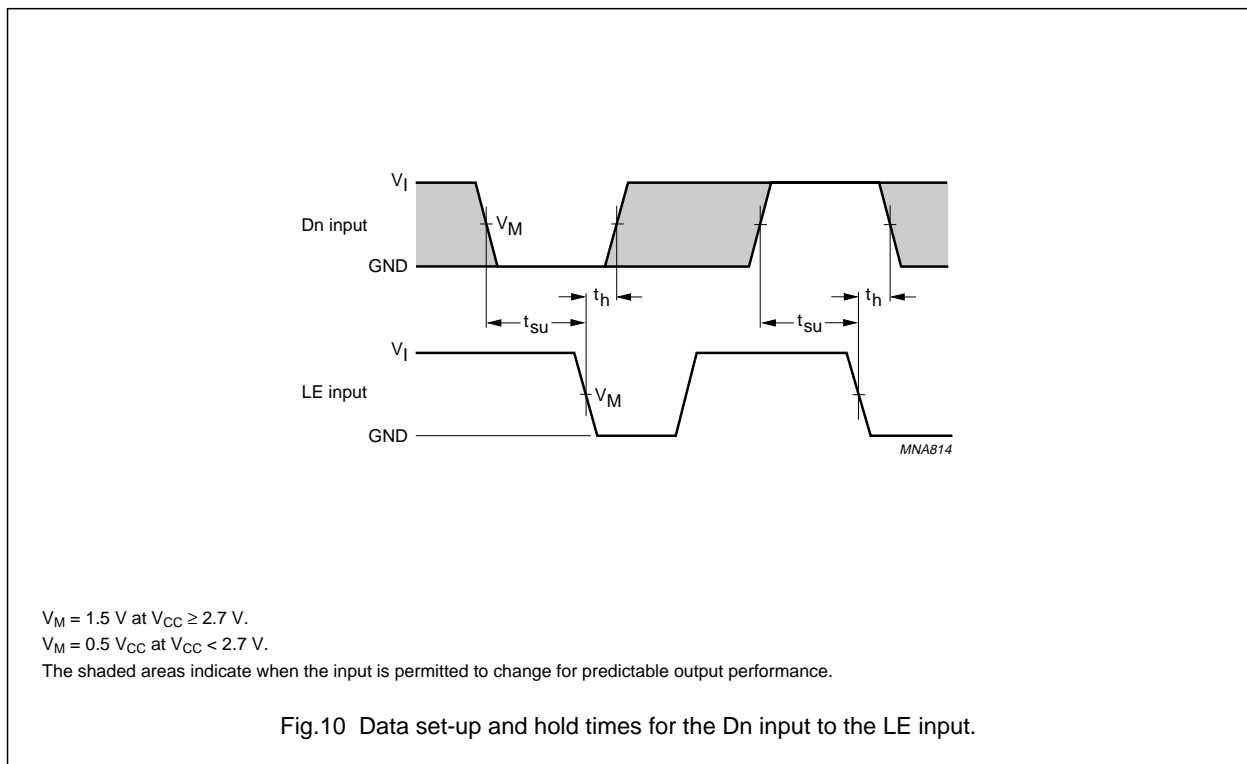 V_I
Dn input
V_M
GND
t_h
t_h
t_su
t_su
V_I
LE input
V_M
GND
MNA814
V_M = 1.5 V at V_CC ≥ 2.7 V.
V_M = 0.5 V_CC at V_CC < 2.7 V.
The shaded areas indicate when the input is permitted to change for predictable output performance.
Fig.10 Data set-up and hold times for the Dn input to the LE input.